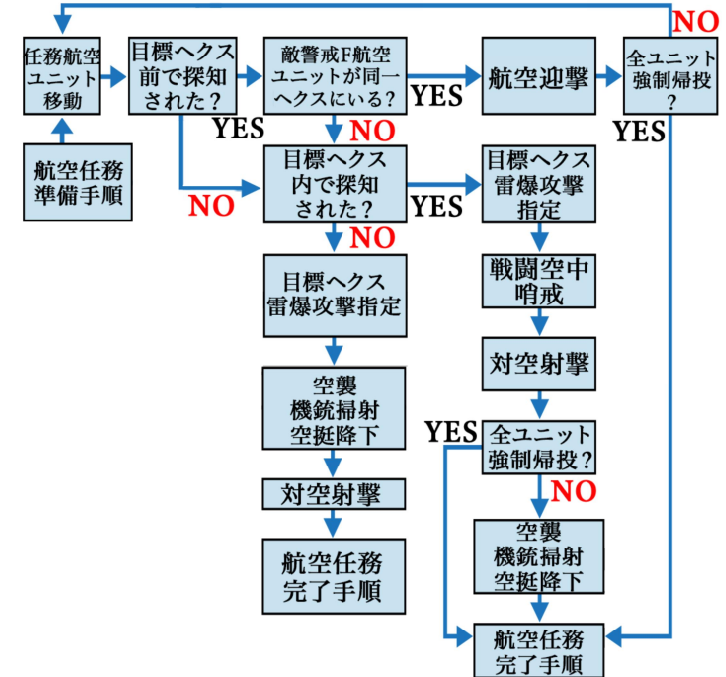 NO
任務航空
ユニット
移動
目標ヘクス
前で探知
された?
敵警戒F航空
ユニットが同一
ヘクスにいる?
航空迎撃
全ユニット
強制帰投
?
YES
YES
YES
NO
航空任務
準備手順
目標ヘクス
内で探知
された?
目標ヘクス
雷爆攻撃
指定
NO
YES
NO
目標ヘクス
雷爆攻撃指定
戦闘空中
哨戒
対空射撃
空襲
機銃掃射
空挺降下
YES
全ユニット
強制帰投?
NO
対空射撃
空襲
機銃掃射
空挺降下
航空任務
完了手順
航空任務
完了手順